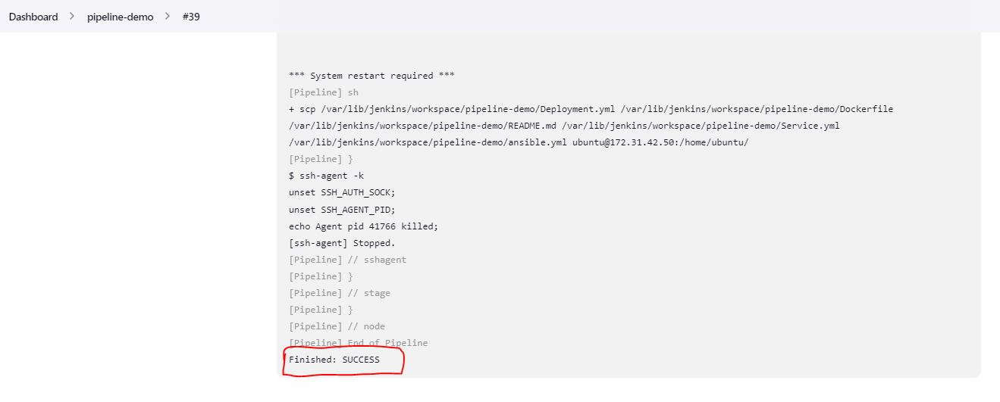 Dashboard > pipeline-demo > #39
*** System restart required ***
[Pipeline] sh
+ scp /var/lib/jenkins/workspace/pipeline-demo/Deployment.yml /var/lib/jenkins/workspace/pipeline-demo/Dockerfile
/var/lib/jenkins/workspace/pipeline-demo/README.md /var/lib/jenkins/workspace/pipeline-demo/Service.yml
/var/lib/jenkins/workspace/pipeline-demo/ansible.yml ubuntu@172.31.42.50:/home/ubuntu/
[Pipeline] }
$ ssh-agent -k
unset SSH_AUTH_SOCK;
unset SSH_AGENT_PID;
echo Agent pid 41766 killed;
[ssh-agent] Stopped.
[Pipeline] // sshagent
[Pipeline] }
[Pipeline] // stage
[Pipeline] }
[Pipeline] // node
[Pipeline] End of Pipeline
Finished: SUCCESS